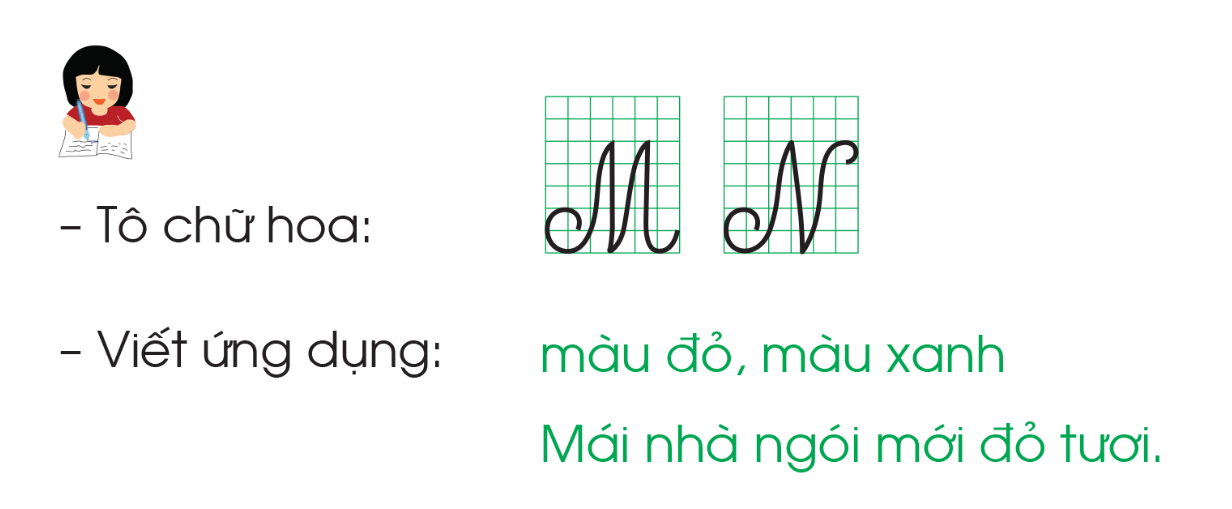 – Tô chữ hoa: M N
– Viết ứng dụng: màu đỏ, màu xanh
Mái nhà ngói mới đỏ tươi.